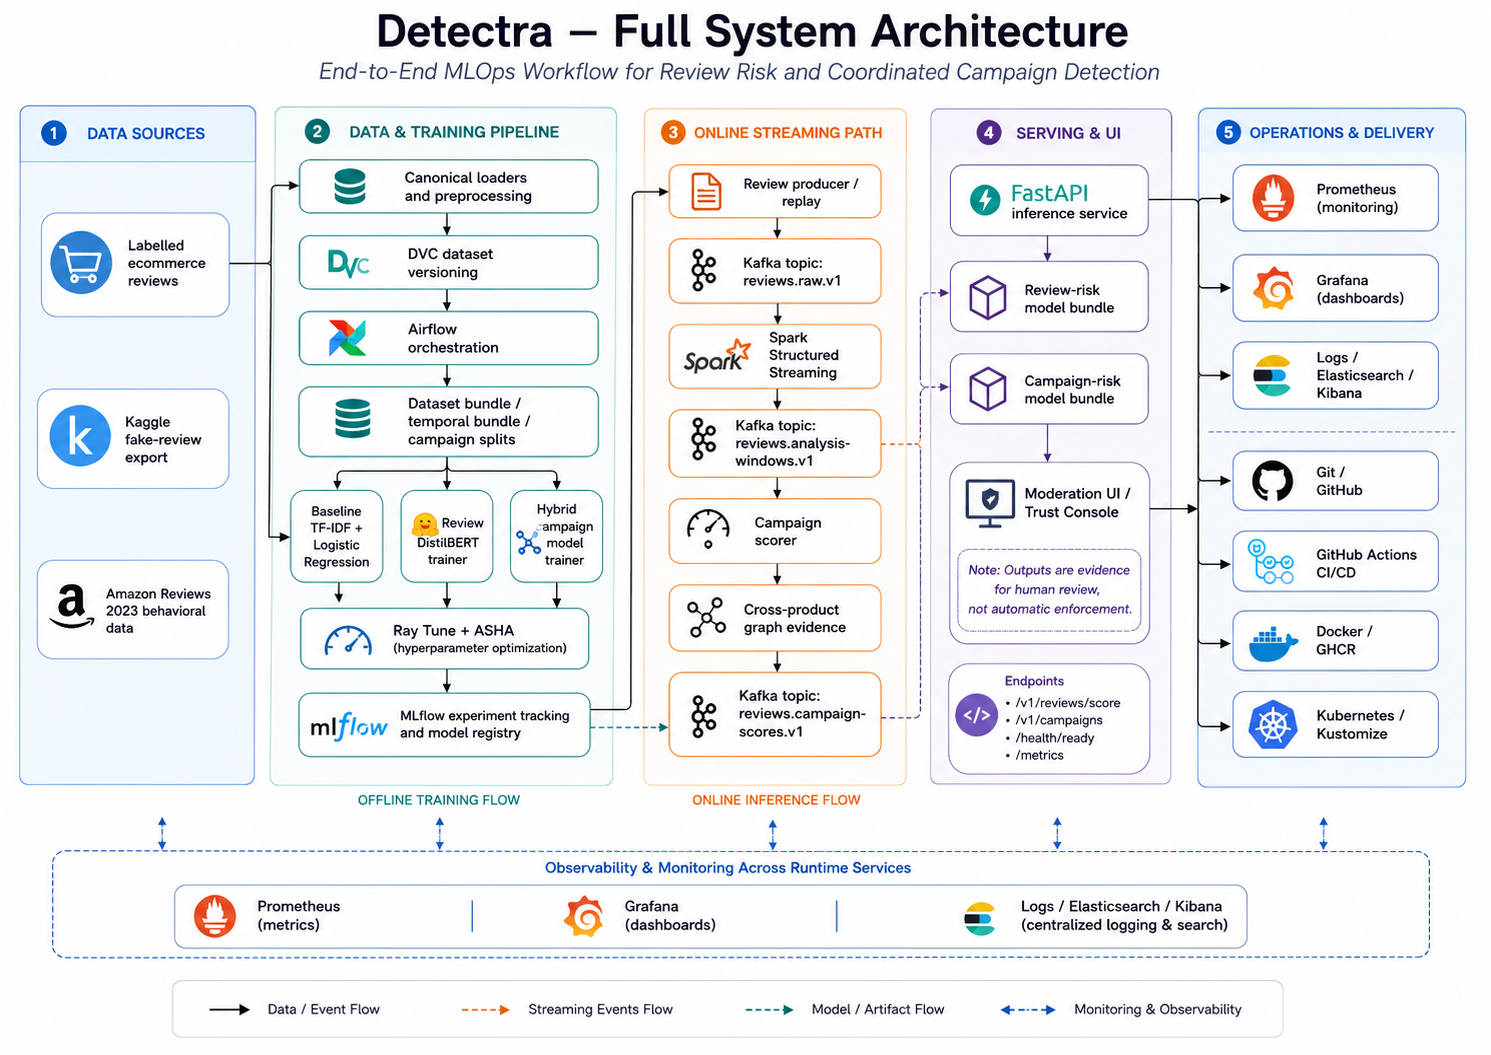 Detectra – Full System Architecture
End-to-End MLOps Workflow for Review Risk and Coordinated Campaign Detection
1 DATA SOURCES
Labelled
ecommerce
reviews
k
Kaggle
fake-review
export
a
Amazon Reviews
2023 behavioral
data
2 DATA & TRAINING PIPELINE
Canonical loaders
and preprocessing
DVC
DVC dataset
versioning
Airflow
orchestration
Dataset bundle /
temporal bundle /
campaign splits
Baseline
TF-IDF +
Logistic
Regression
Review
DistilBERT
trainer
Hybrid
campaign
model
trainer
Ray Tune + ASHA
(hyperparameter optimization)
mlflow
MLflow experiment tracking
and model registry
OFFLINE TRAINING FLOW
3 ONLINE STREAMING PATH
Review producer /
replay
Kafka topic:
reviews.raw.v1
Spark
Spark
Structured
Streaming
Kafka topic:
reviews.analysis-
windows.v1
Campaign
scorer
Cross-product
graph evidence
Kafka topic:
reviews.campaign-
scores.v1
ONLINE INFERENCE FLOW
4 SERVING & UI
FastAPI
inference service
Review-risk
model bundle
Campaign-risk
model bundle
Moderation UI /
Trust Console
Note: Outputs are evidence
for human review,
not automatic enforcement.
</>
Endpoints
• /v1/reviews/score
• /v1/campaigns
• /health/ready
• /metrics
5 OPERATIONS & DELIVERY
Prometheus
(monitoring)
Grafana
(dashboards)
Logs /
Elasticsearch /
Kibana
Git /
GitHub
GitHub Actions
CI/CD
Docker /
GHCR
Kubernetes /
Kustomize
Observability & Monitoring Across Runtime Services
Prometheus
(metrics)
Grafana
(dashboards)
Logs / Elasticsearch / Kibana
(centralized logging & search)
Data / Event Flow
Streaming Events Flow
Model / Artifact Flow
Monitoring & Observability